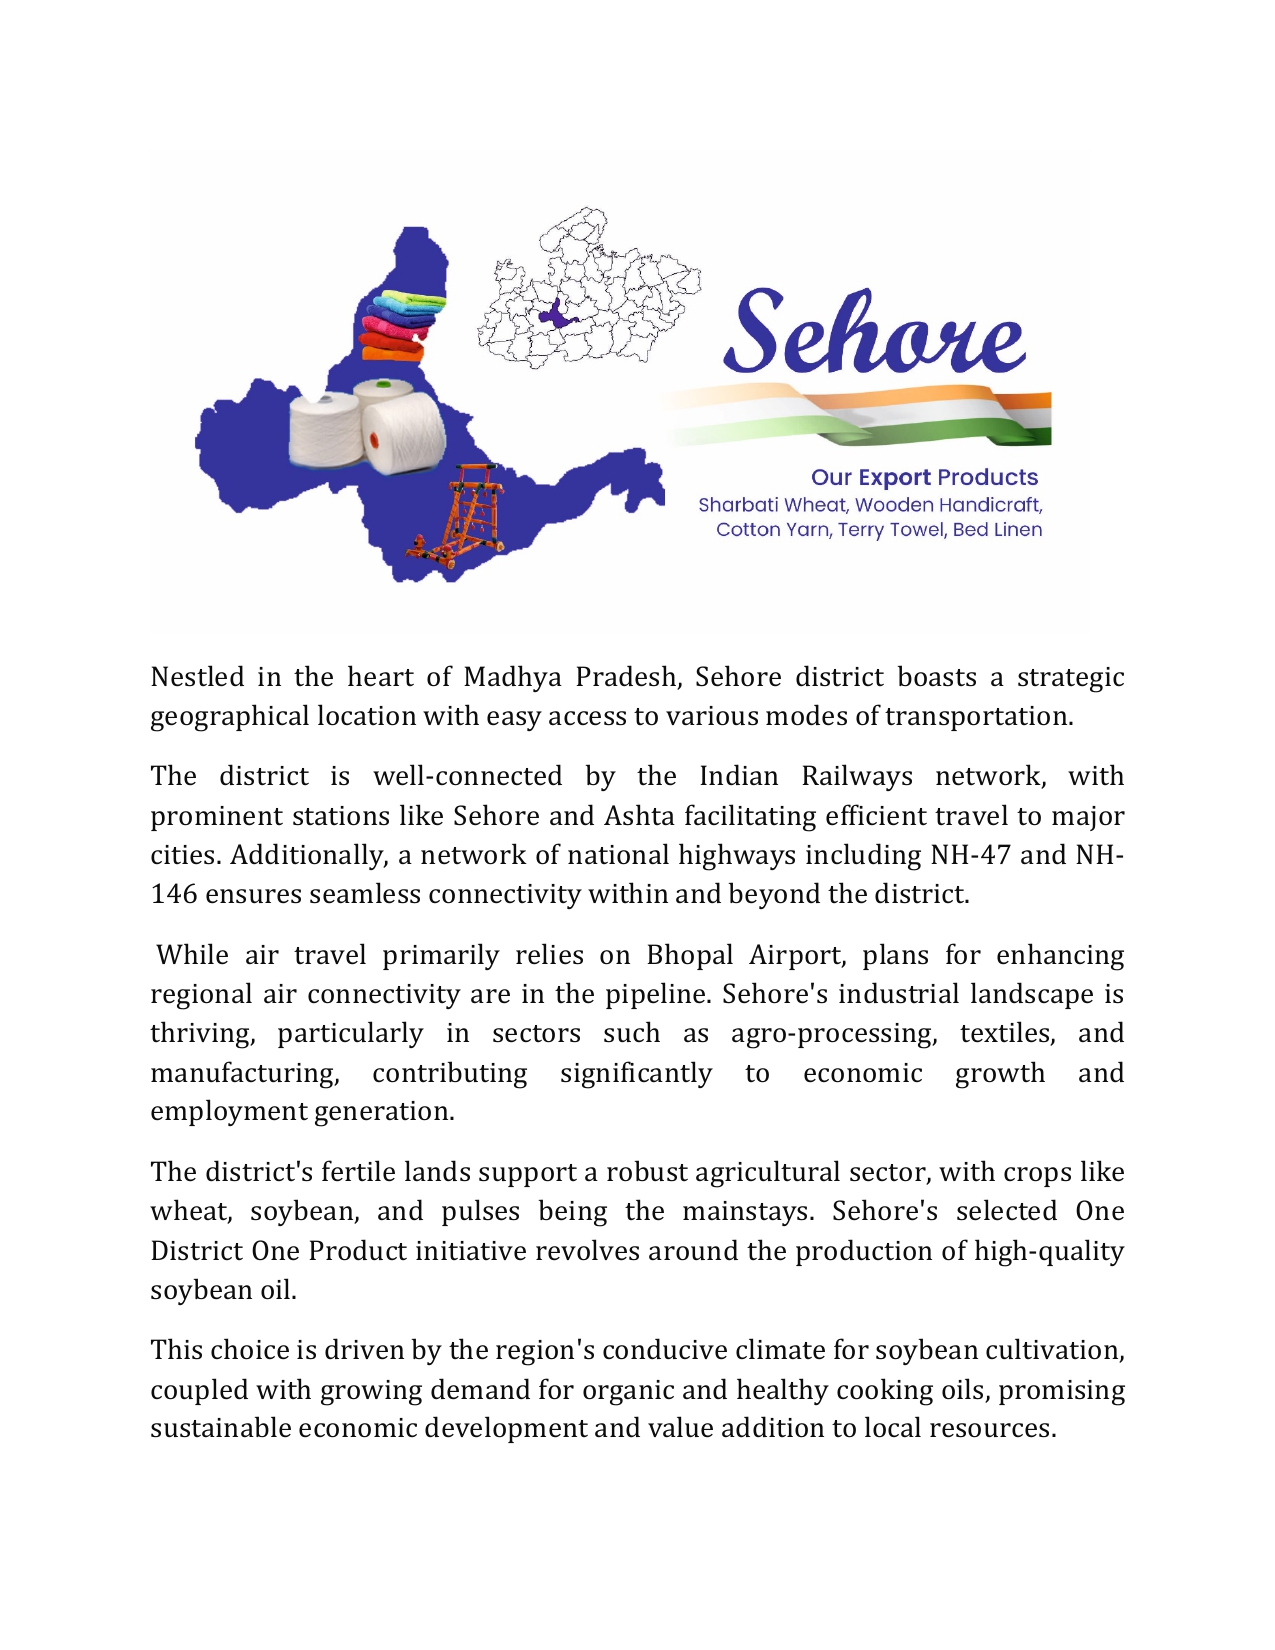 Sehore
Our Export Products
Sharbati Wheat, Wooden Handicraft,
Cotton Yarn, Terry Towel, Bed Linen
Nestled in the heart of Madhya Pradesh, Sehore district boasts a strategic
geographical location with easy access to various modes of transportation.
The district is well-connected by the Indian Railways network, with
prominent stations like Sehore and Ashta facilitating efficient travel to major
cities. Additionally, a network of national highways including NH-47 and NH-
146 ensures seamless connectivity within and beyond the district.
While air travel primarily relies on Bhopal Airport, plans for enhancing
regional air connectivity are in the pipeline. Sehore's industrial landscape is
thriving, particularly in sectors such as agro-processing, textiles, and
manufacturing, contributing significantly to economic growth and
employment generation.
The district's fertile lands support a robust agricultural sector, with crops like
wheat, soybean, and pulses being the mainstays. Sehore's selected One
District One Product initiative revolves around the production of high-quality
soybean oil.
This choice is driven by the region's conducive climate for soybean cultivation,
coupled with growing demand for organic and healthy cooking oils, promising
sustainable economic development and value addition to local resources.